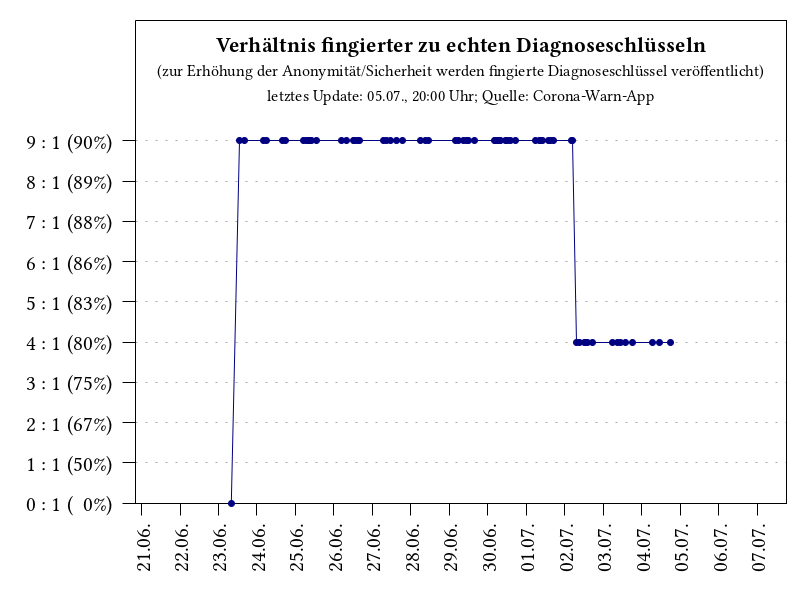 Verhältnis fingierter zu echten Diagnoseschlüsseln
(zur Erhöhung der Anonymität/Sicherheit werden fingierte Diagnoseschlüssel veröffentlicht)
letztes Update: 05.07., 20:00 Uhr; Quelle: Corona-Warn-App
9 : 1 (90%)
8 : 1 (89%)
7 : 1 (88%)
6 : 1 (86%)
5 : 1 (83%)
4 : 1 (80%)
3 : 1 (75%)
2 : 1 (67%)
1 : 1 (50%)
0 : 1 (  0%)
21.06.
22.06.
23.06.
24.06.
25.06.
26.06.
27.06.
28.06.
29.06.
30.06.
01.07.
02.07.
03.07.
04.07.
05.07.
06.07.
07.07.